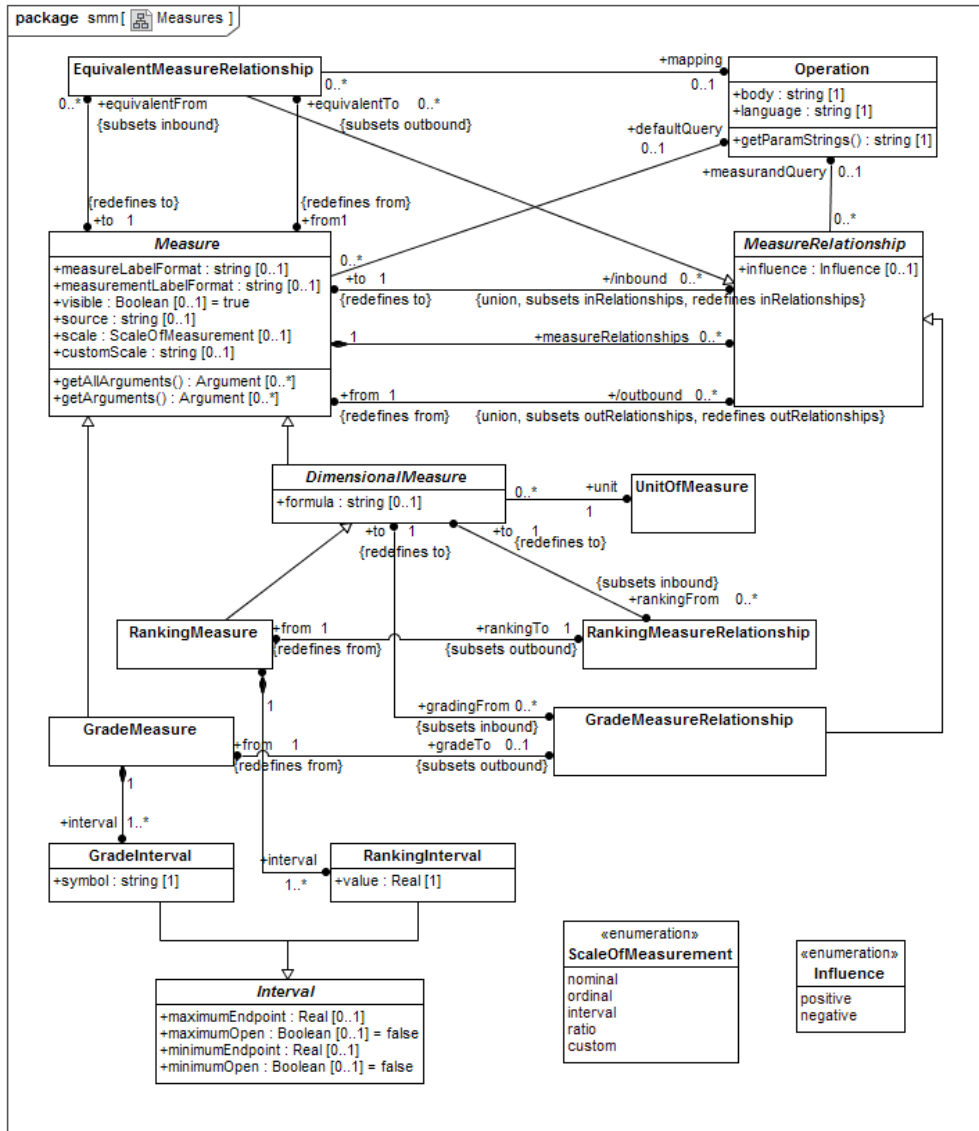 package smm[ Measures ]
EquivalentMeasureRelationship
0..*
+mapping
0..1
Operation
+body : string [1]
+language : string [1]
+getParamStrings() : string [1]
0..*
+equivalentFrom
{subsets inbound}
+equivalentTo 0..*
{subsets outbound}
+defaultQuery
0..1
+measurandQuery 0..1
{redefines to}
+to 1
{redefines from}
+from1
0..*
Measure
+measureLabelFormat : string [0..1]
+measurementLabelFormat : string [0..1]
+visible : Boolean [0..1] = true
+source : string [0..1]
+scale : ScaleOfMeasurement [0..1]
+customScale : string [0..1]
+getAllArguments() : Argument [0..*]
+getArguments() : Argument [0..*]
MeasureRelationship
+influence : Influence [0..1]
0..*
+to 1
{redefines to}
+/inbound 0..*
{union, subsets inRelationships, redefines inRelationships}
1
+measureRelationships 0..*
+from 1
{redefines from}
+/outbound 0..*
{union, subsets outRelationships, redefines outRelationships}
DimensionalMeasure
+formula : string [0..1]
0..*
+unit
1
UnitOfMeasure
+to 1
{redefines to}
+to 1
{redefines to}
{subsets inbound}
+rankingFrom 0..*
RankingMeasure
+from 1
{redefines from}
+rankingTo 1
{subsets outbound}
RankingMeasureRelationship
1
+gradingFrom 0..*
{subsets inbound}
GradeMeasure
GradeMeasureRelationship
+from 1
{redefines from}
+gradeTo 0..1
{subsets outbound}
1
+interval 1..*
GradeInterval
+symbol : string [1]
+interval
1..*
RankingInterval
+value : Real [1]
Interval
+maximumEndpoint : Real [0..1]
+maximumOpen : Boolean [0..1] = false
+minimumEndpoint : Real [0..1]
+minimumOpen : Boolean [0..1] = false
«enumeration»
ScaleOfMeasurement
nominal
ordinal
interval
ratio
custom
«enumeration»
Influence
positive
negative